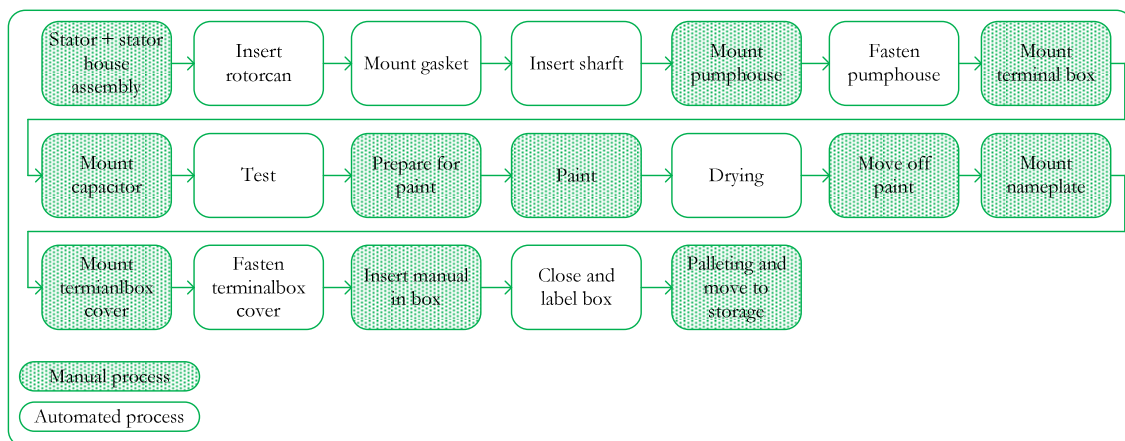 Stator + stator
house
assembly
Insert
rotorcan
Mount gasket
Insert sharft
Mount
pumphouse
Fasten
pumphouse
Mount
terminal box
Mount
capacitor
Test
Prepare for
paint
Paint
Drying
Move off
paint
Mount
nameplate
Mount
termianlbox
cover
Fasten
terminalbox
cover
Insert manual
in box
Close and
label box
Palleting and
move to
storage
Manual process
Automated process